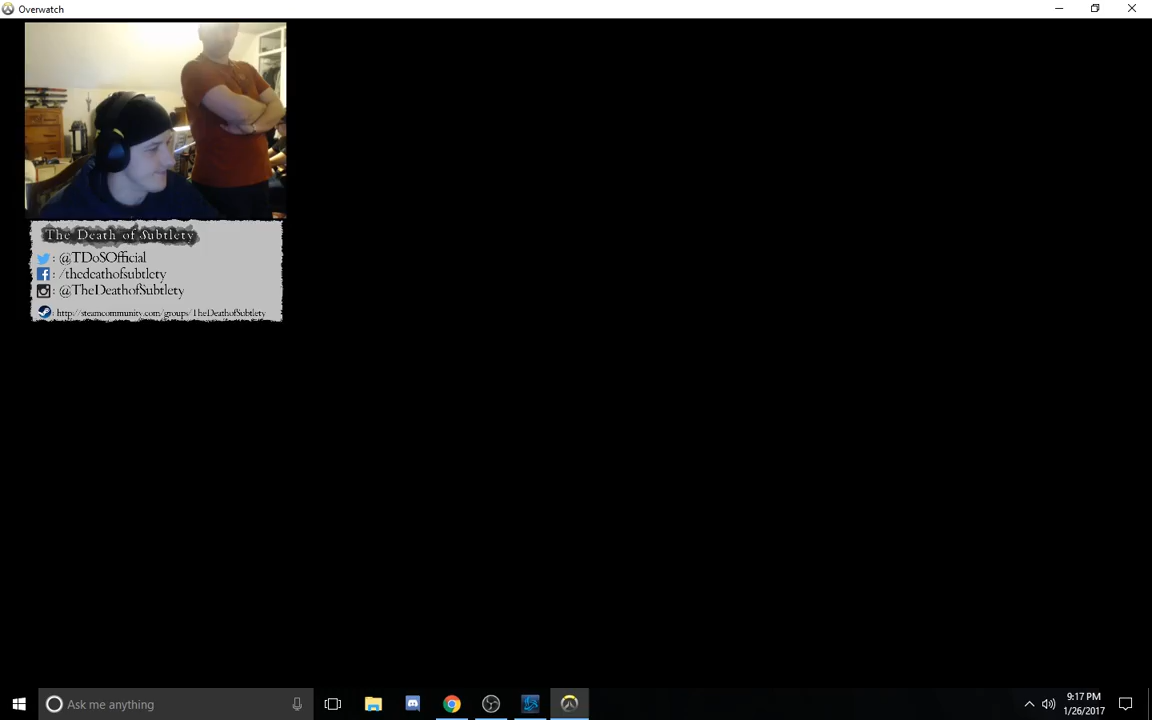 Overwatch
The Death of Subtlety
: @TDoSOfficial
: /thedeathofsubtlety
: @TheDeathofSubtlety
: http://steamcommunity.com/groups/TheDeathofSubtlety
Ask me anything
9:17 PM
1/26/2017